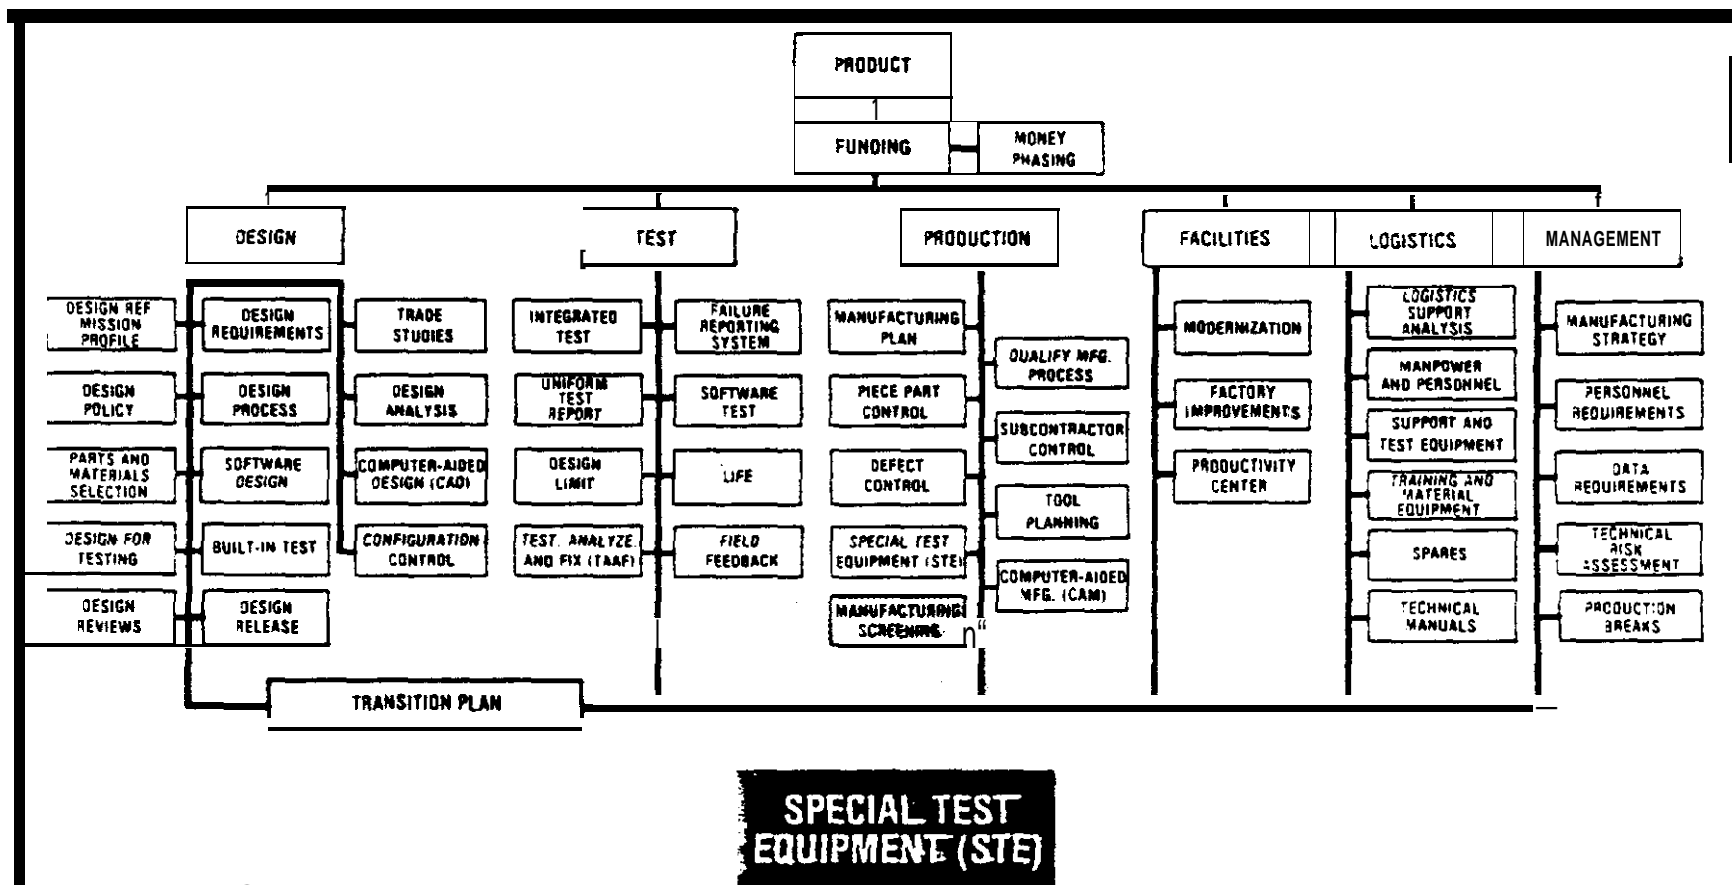 PRODUCT
FUNDING
MONEY
PHASING
DESIGN
TEST
PRODUCTION
FACILITIES
LOGISTICS
MANAGEMENT
DESIGN REF
MISSION
PROFILE
DESIGN
REQUIREMENTS
TRADE
STUDIES
DESIGN
POLICY
DESIGN
PROCESS
DESIGN
ANALYSIS
PARTS AND
MATERIALS
SELECTION
SOFTWARE
DESIGN
COMPUTER-AIDED
DESIGN (CAD)
DESIGN FOR
TESTING
BUILT-IN TEST
CONFIGURATION
CONTROL
DESIGN
REVIEWS
DESIGN
RELEASE
INTEGRATED
TEST
FAILURE
REPORTING
SYSTEM
UNIFORM
TEST
REPORT
SOFTWARE
TEST
DESIGN
LIMIT
LIFE
TEST. ANALYZE
AND FIX (TAAF)
FIELD
FEEDBACK
MANUFACTURING
PLAN
QUALIFY MFG.
PROCESS
PIECE PART
CONTROL
SUBCONTRACTOR
CONTROL
DEFECT
CONTROL
TOOL
PLANNING
SPECIAL TEST
EQUIPMENT (STE)
COMPUTER-AIDED
MFG. (CAM)
MANUFACTURING
SCREENING
MODERNIZATION
FACTORY
IMPROVEMENTS
PRODUCTIVITY
CENTER
LOGISTICS
SUPPORT
ANALYSIS
MANPOWER
AND PERSONNEL
SUPPORT AND
TEST EQUIPMENT
TRAINING AND
MATERIAL
EQUIPMENT
SPARES
TECHNICAL
MANUALS
MANUFACTURING
STRATEGY
PERSONNEL
REQUIREMENTS
DATA
REQUIREMENTS
TECHNICAL
RISK
ASSESSMENT
PRODUCTION
BREAKS
TRANSITION PLAN
SPECIAL TEST
EQUIPMENT (STE)